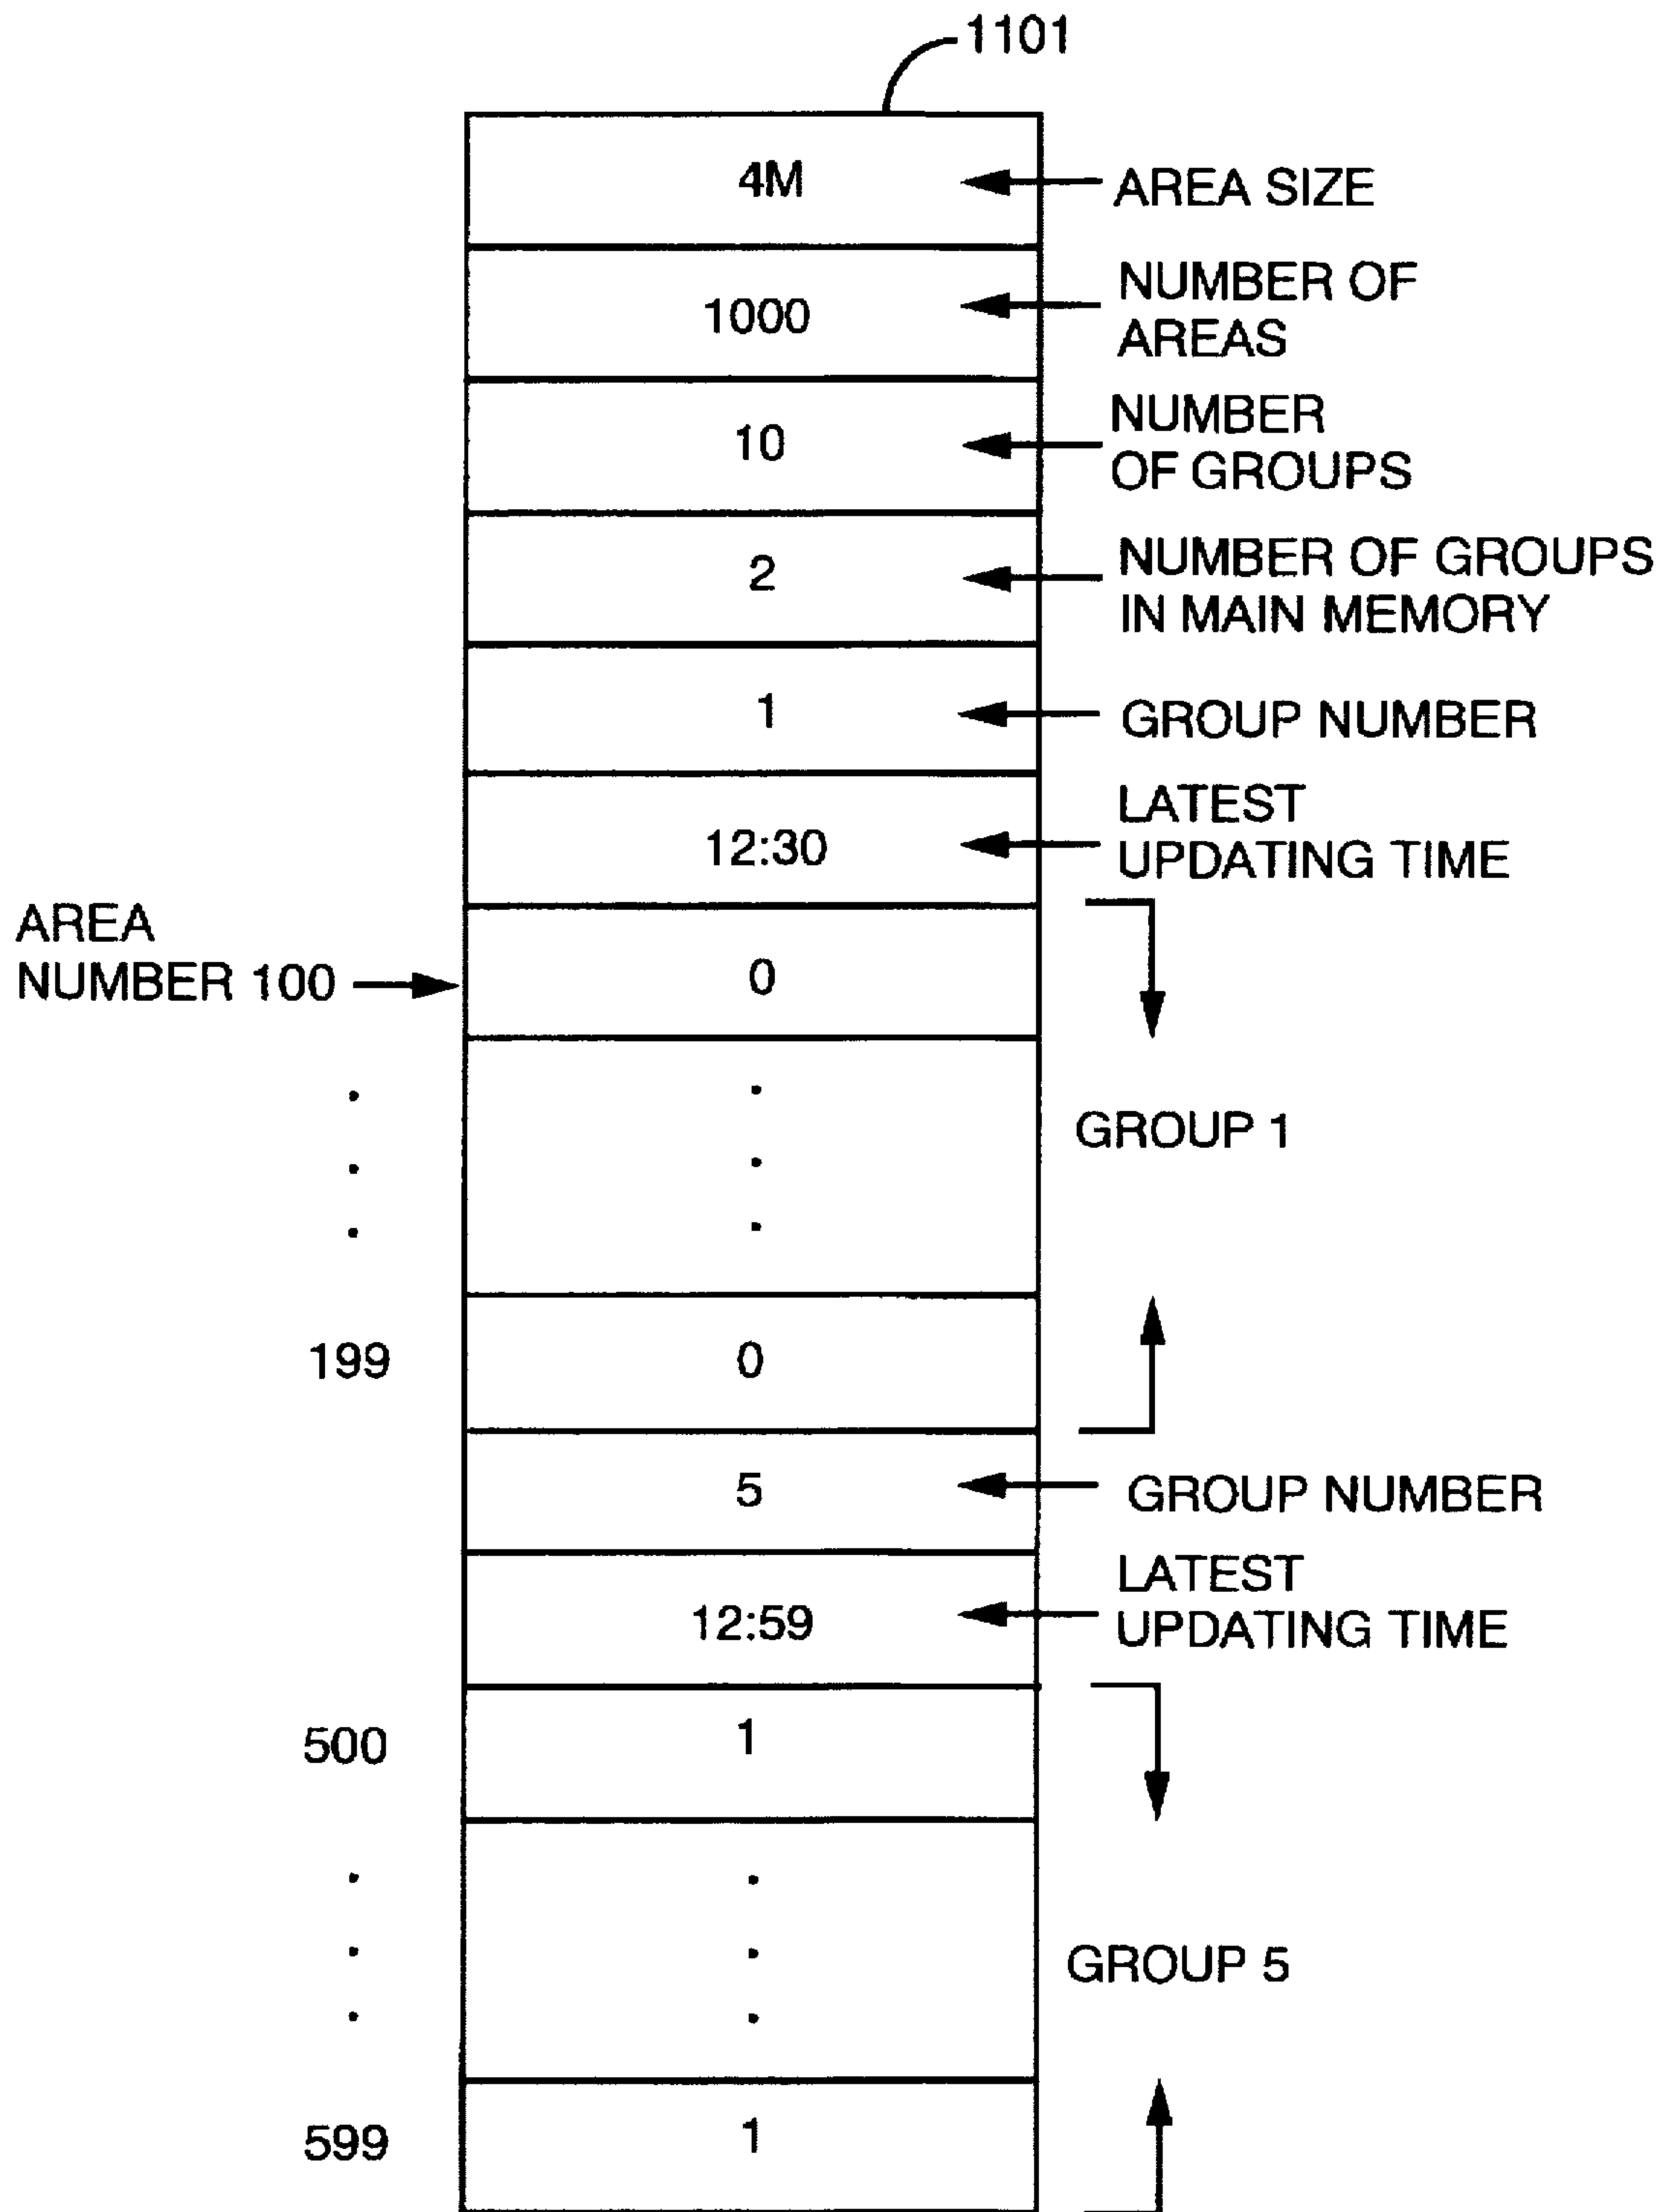 1101
4M
AREA SIZE
1000
NUMBER OF
AREAS
10
NUMBER
OF GROUPS
2
NUMBER OF GROUPS
IN MAIN MEMORY
1
GROUP NUMBER
12:30
LATEST
UPDATING TIME
AREA
NUMBER 100
0
GROUP 1
199
0
5
GROUP NUMBER
12:59
LATEST
UPDATING TIME
500
1
GROUP 5
599
1